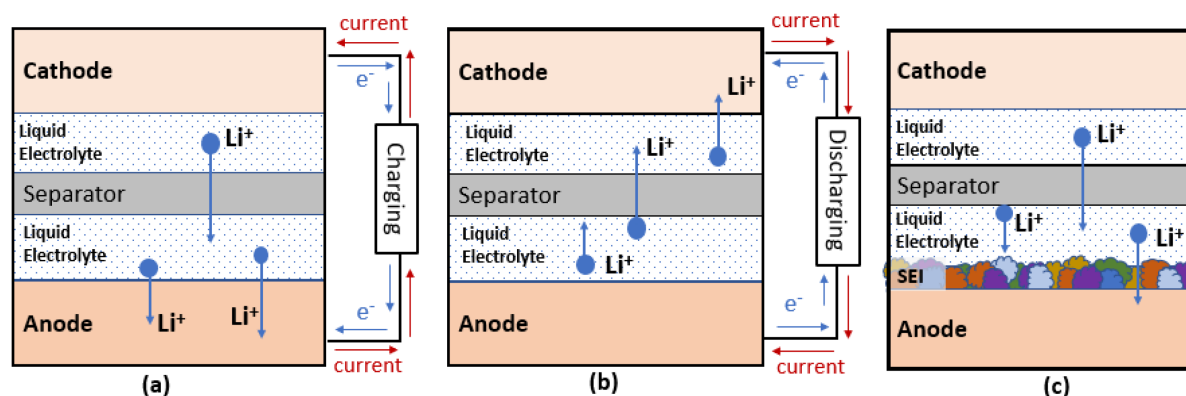 current
e-
Cathode
Liquid
Electrolyte
Li+
Separator
Liquid
Electrolyte
Li+
Li+
Anode
Charging
e-
current
(a)
current
e-
Cathode
Li+
Liquid
Electrolyte
Li+
Separator
Liquid
Electrolyte
Li+
Anode
Discharging
e-
current
(b)
Cathode
Liquid
Electrolyte
Li+
Separator
Liquid
Electrolyte
Li+
Li+
SEI
Anode
(c)